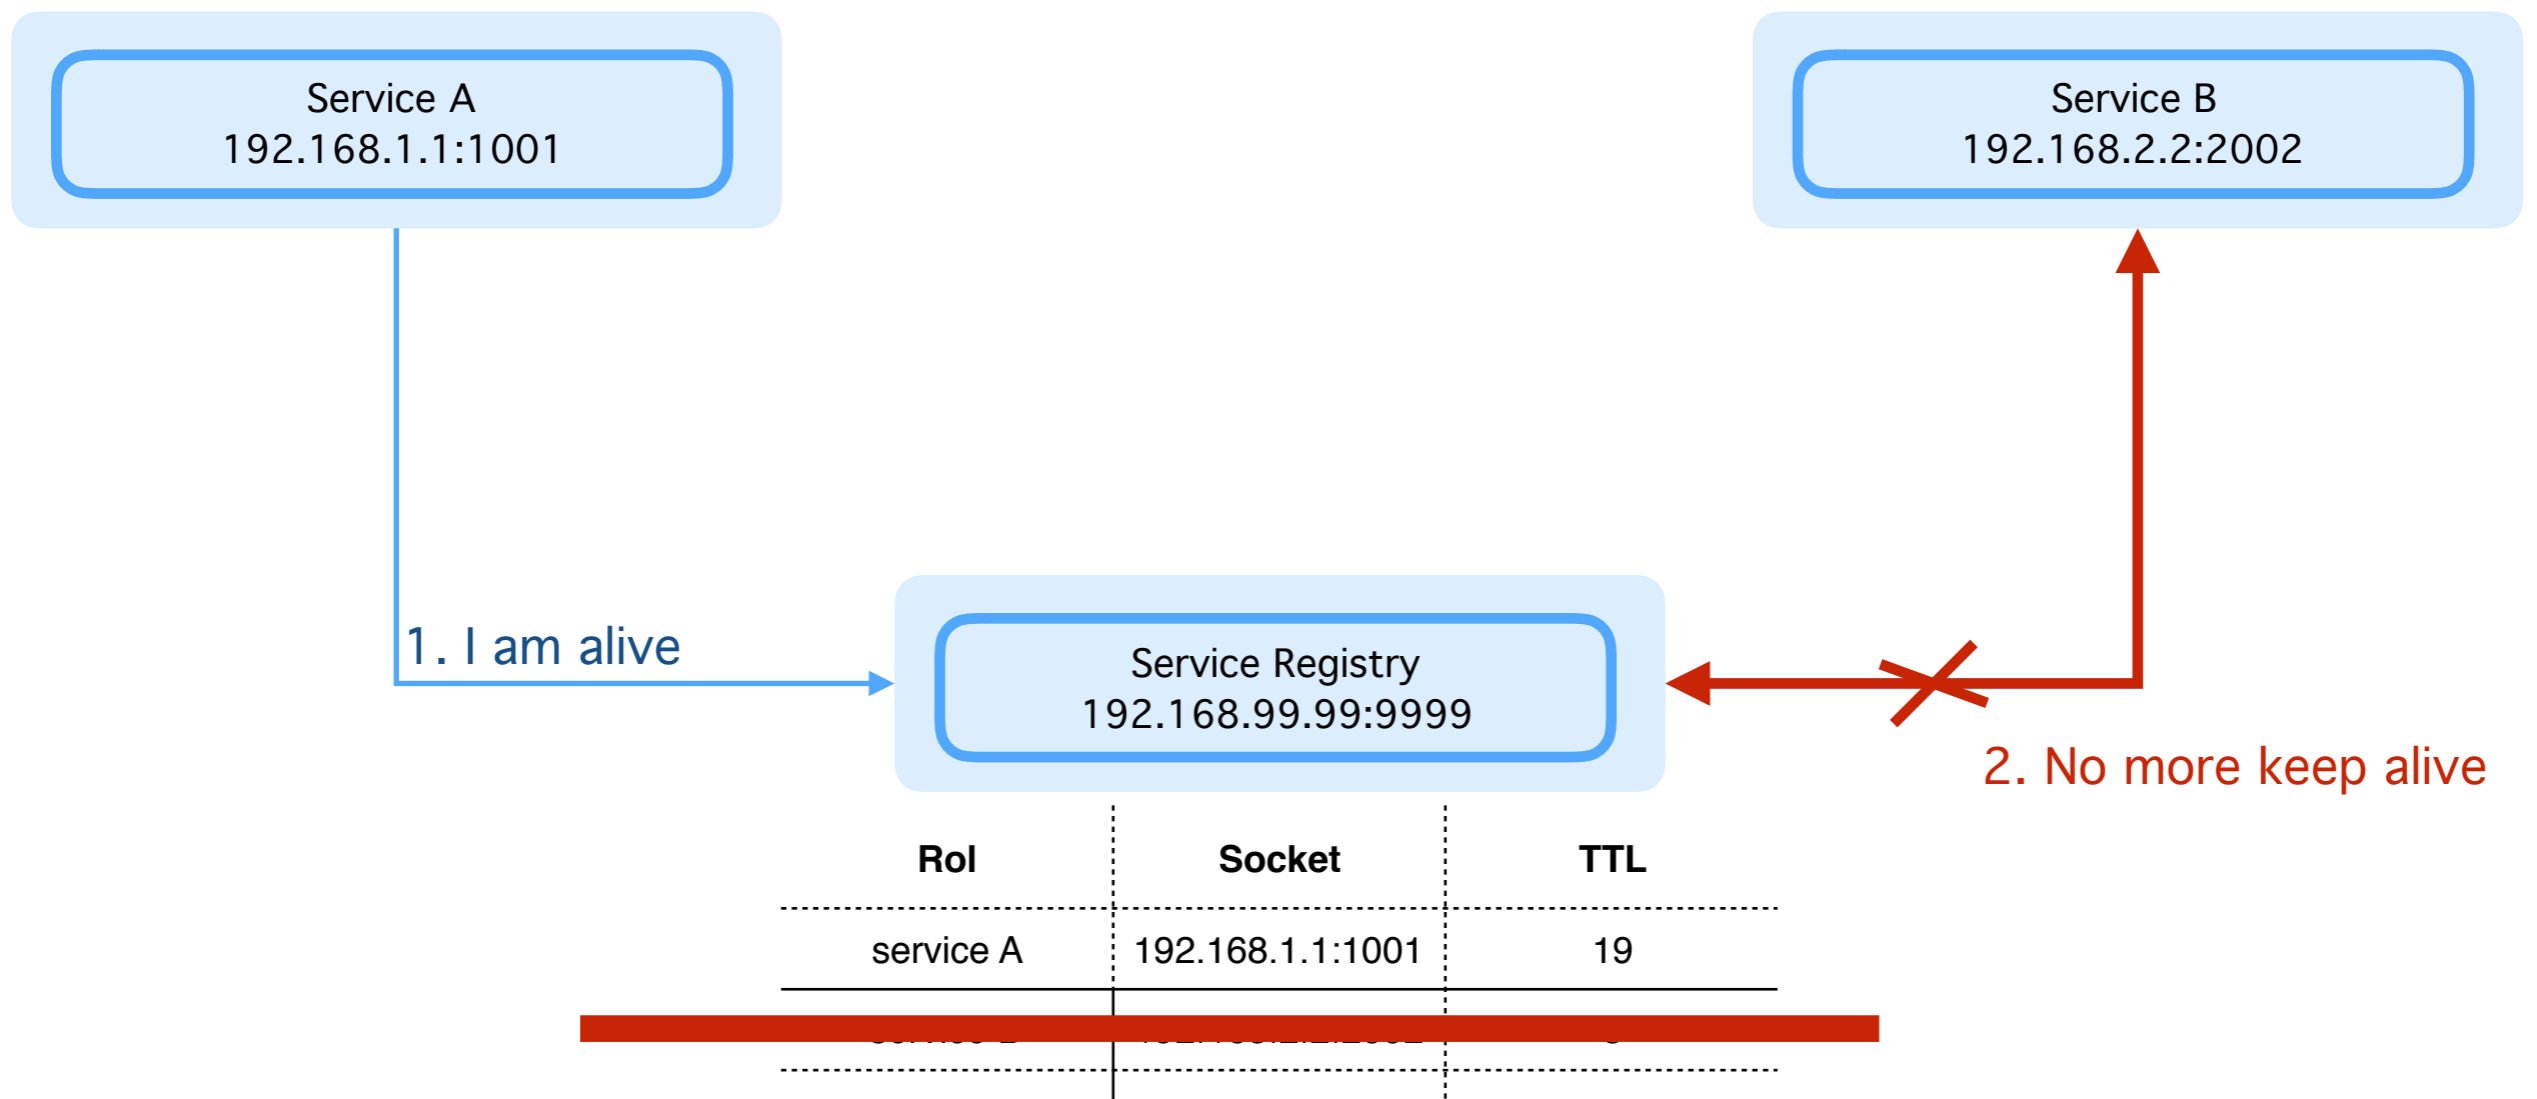 Service A
192.168.1.1:1001
Service B
192.168.2.2:2002
1. I am alive
Service Registry
192.168.99.99:9999
2. No more keep alive
Rol Socket TTL
service A 192.168.1.1:1001 19